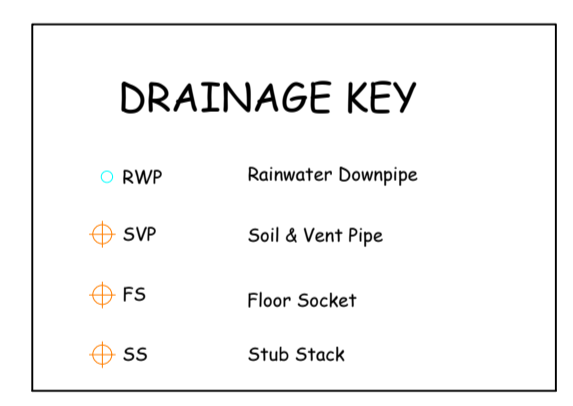 DRAINAGE KEY
RWP Rainwater Downpipe
SVP Soil & Vent Pipe
FS Floor Socket
SS Stub Stack